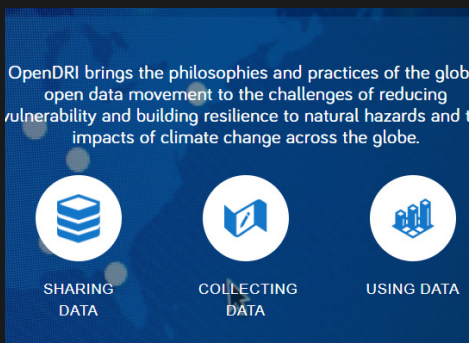 OpenDRI brings the philosophies and practices of the glob
open data movement to the challenges of reducing
vulnerability and building resilience to natural hazards and t
impacts of climate change across the globe.
SHARING DATA
COLLECTING DATA
USING DATA